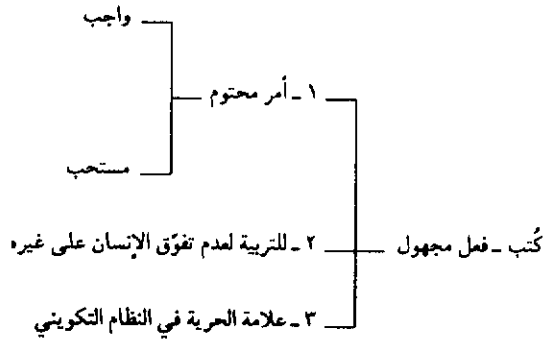 واجب
١ ـ أمر محتوم
مستحب
كُتب ـ فعل مجهول
٢ ـ للتربية لعدم تفوّق الإنسان على غيره
٣ ـ علامة الحرية في النظام التكويني